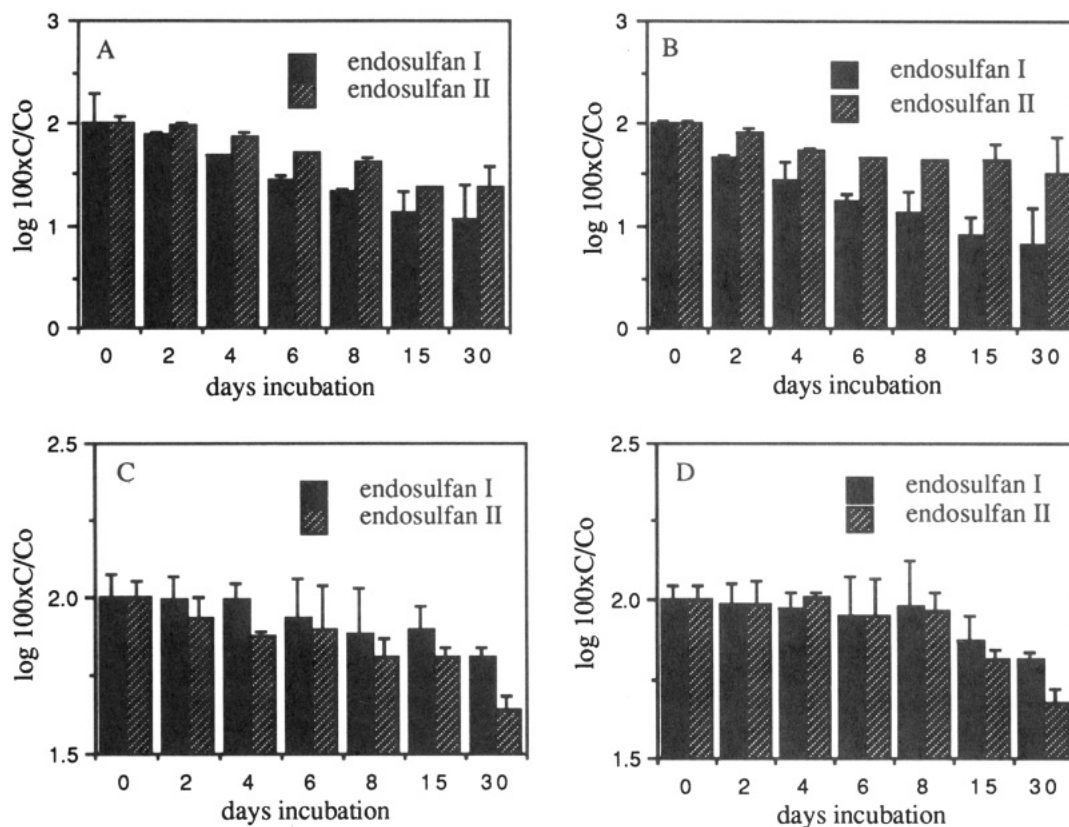 A
endosulfan I
endosulfan II
log 100xC/Co
3
2
1
0
0 2 4 6 8 15 30
days incubation
B
endosulfan I
endosulfan II
log 100xC/Co
3
2
1
0
0 2 4 6 8 15 30
days incubation
C
endosulfan I
endosulfan II
log 100xC/Co
2.5
2.0
1.5
0 2 4 6 8 15 30
days incubation
D
endosulfan I
endosulfan II
log 100xC/Co
2.5
2.0
1.5
0 2 4 6 8 15 30
days incubation